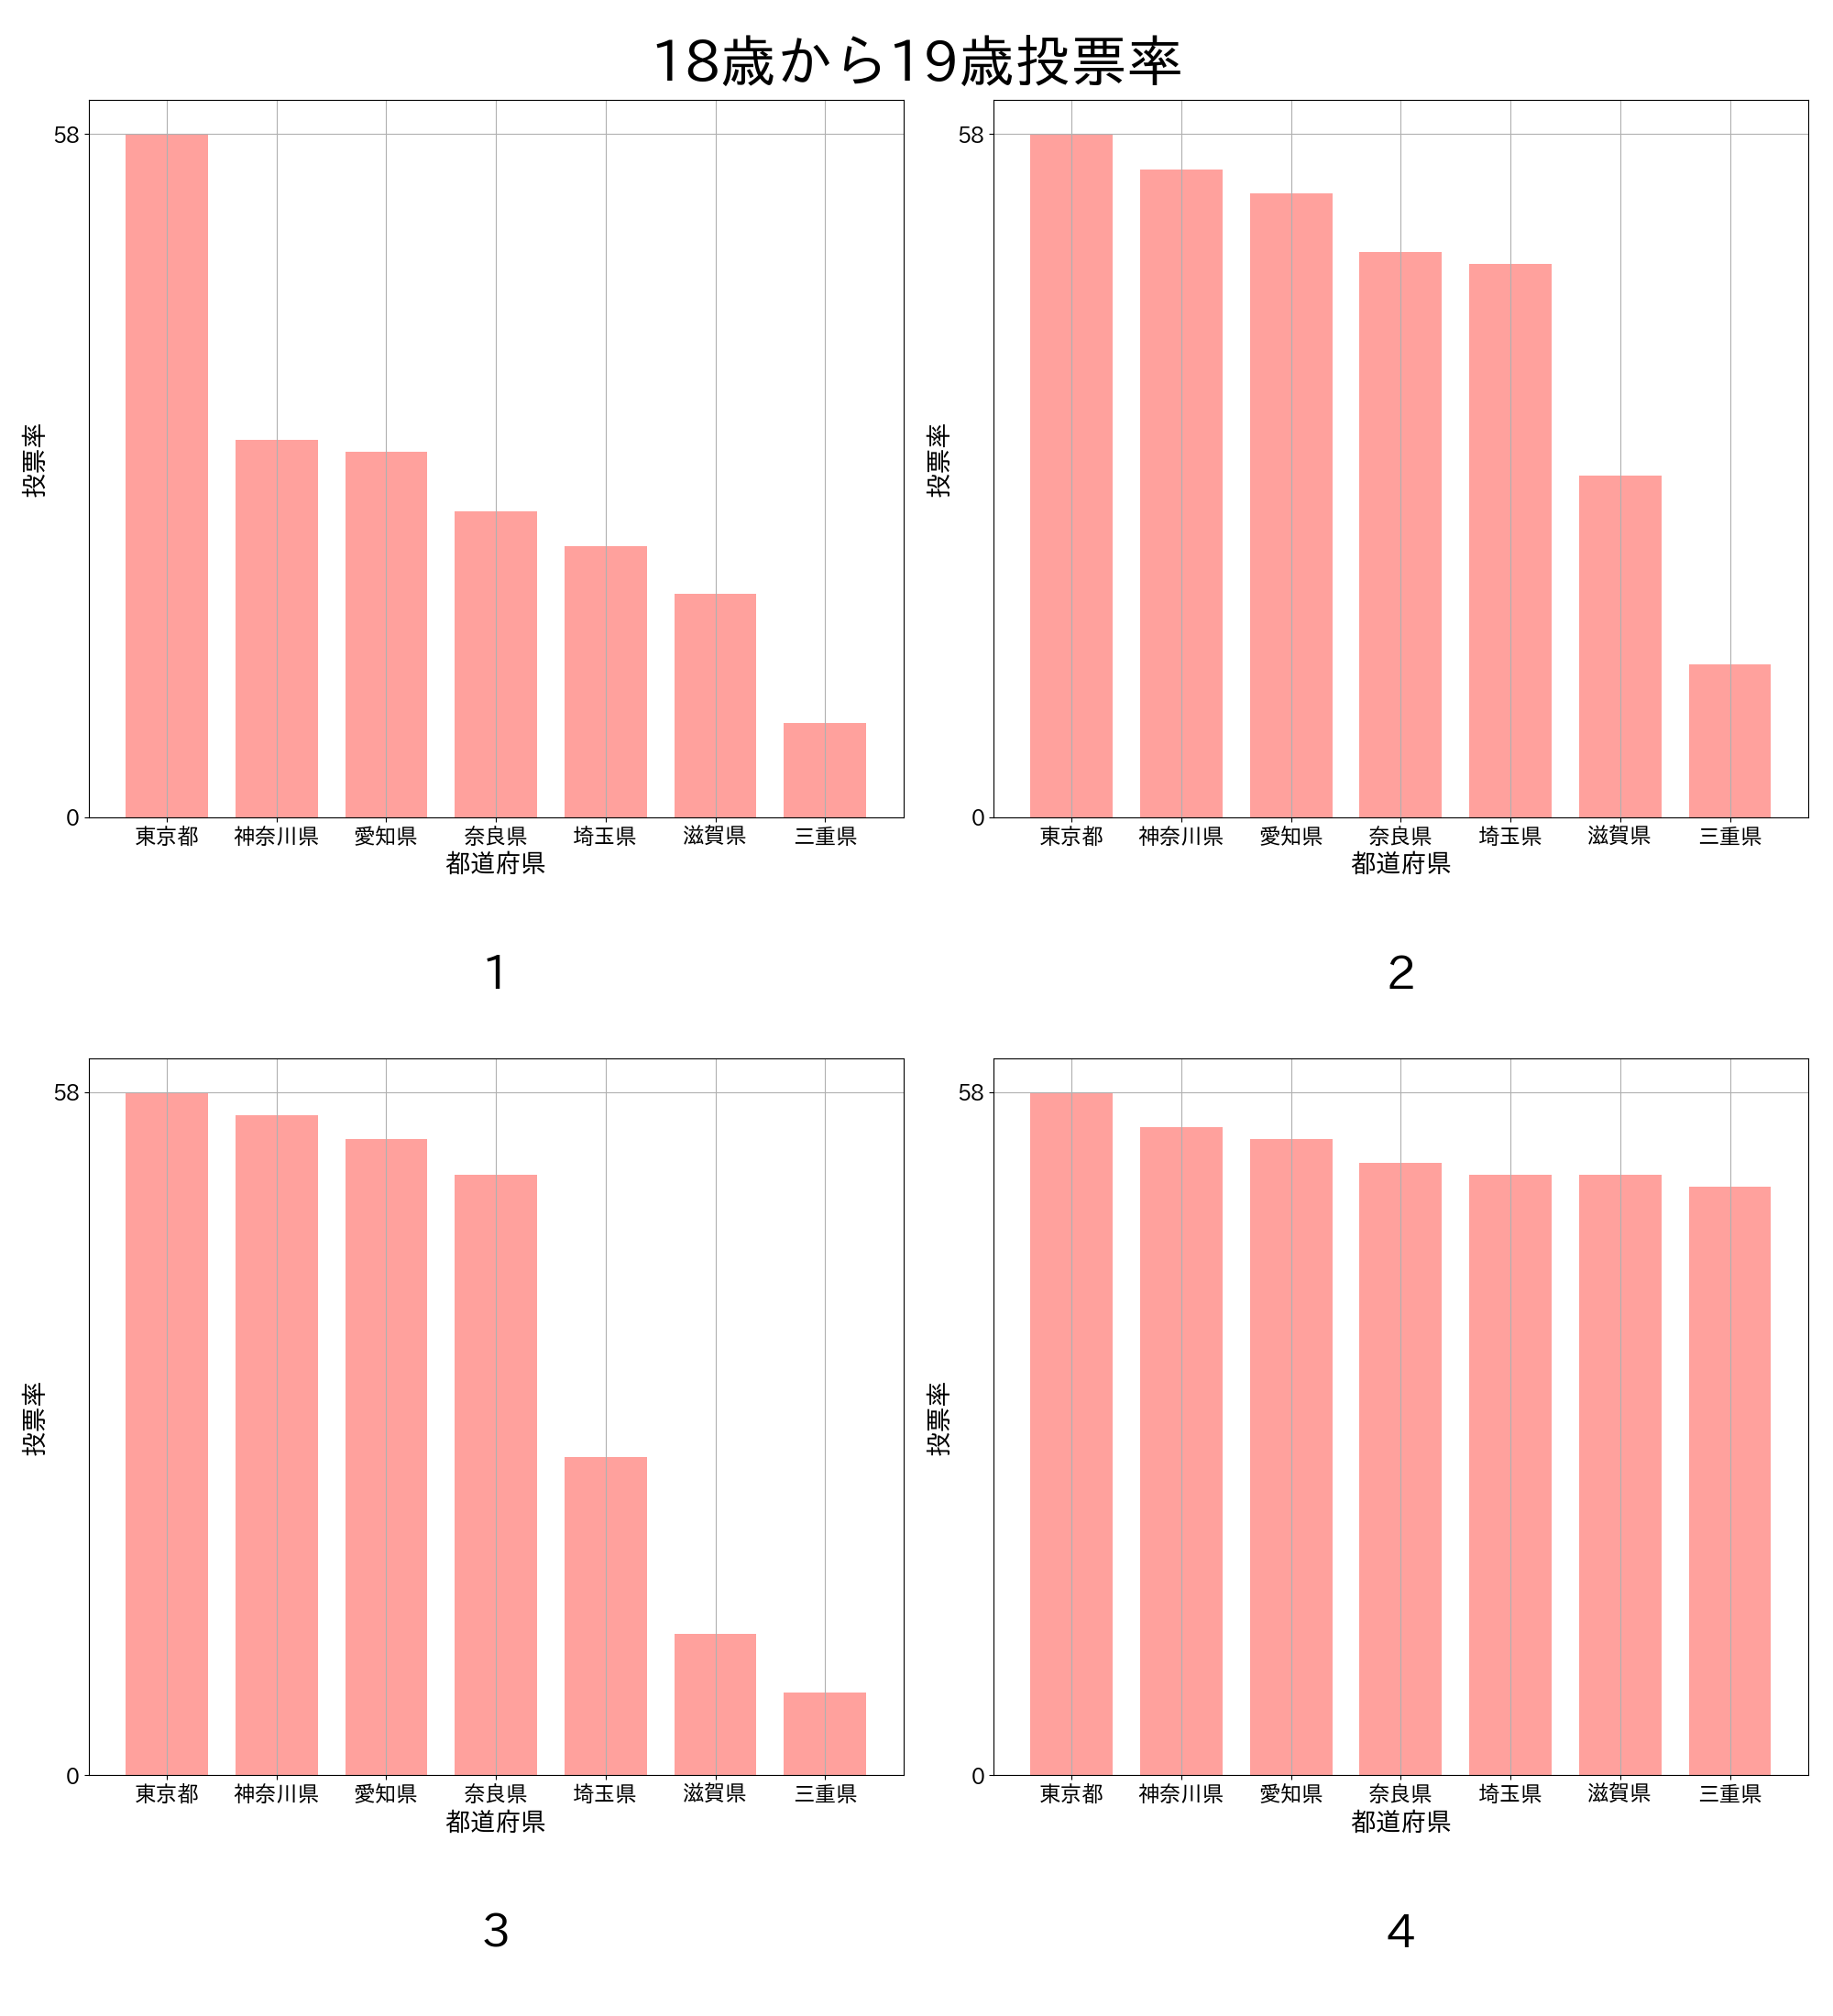 18歳から19歳投票率
58
投票率
0
東京都 神奈川県 愛知県 奈良県 埼玉県 滋賀県 三重県
都道府県
1
58
投票率
0
東京都 神奈川県 愛知県 奈良県 埼玉県 滋賀県 三重県
都道府県
2
58
投票率
0
東京都 神奈川県 愛知県 奈良県 埼玉県 滋賀県 三重県
都道府県
3
58
投票率
0
東京都 神奈川県 愛知県 奈良県 埼玉県 滋賀県 三重県
都道府県
4